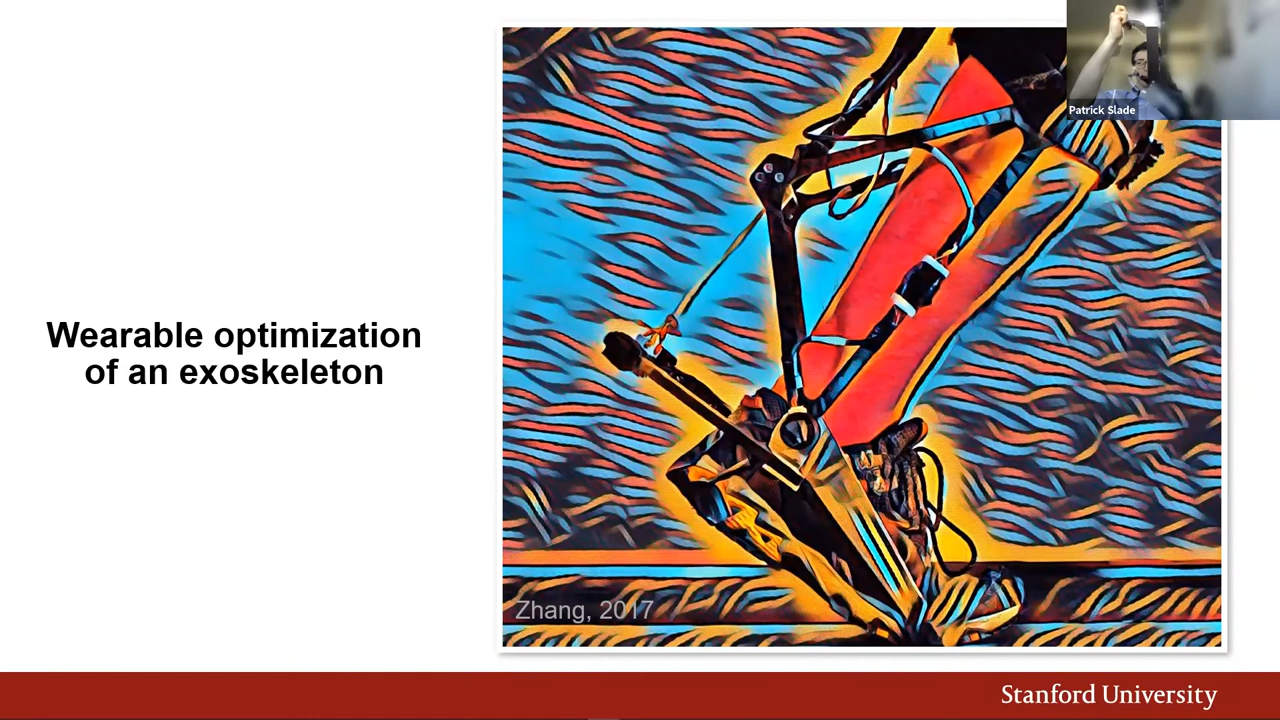 Patrick Slade
Wearable optimization
of an exoskeleton
Zhang, 2017
Stanford University